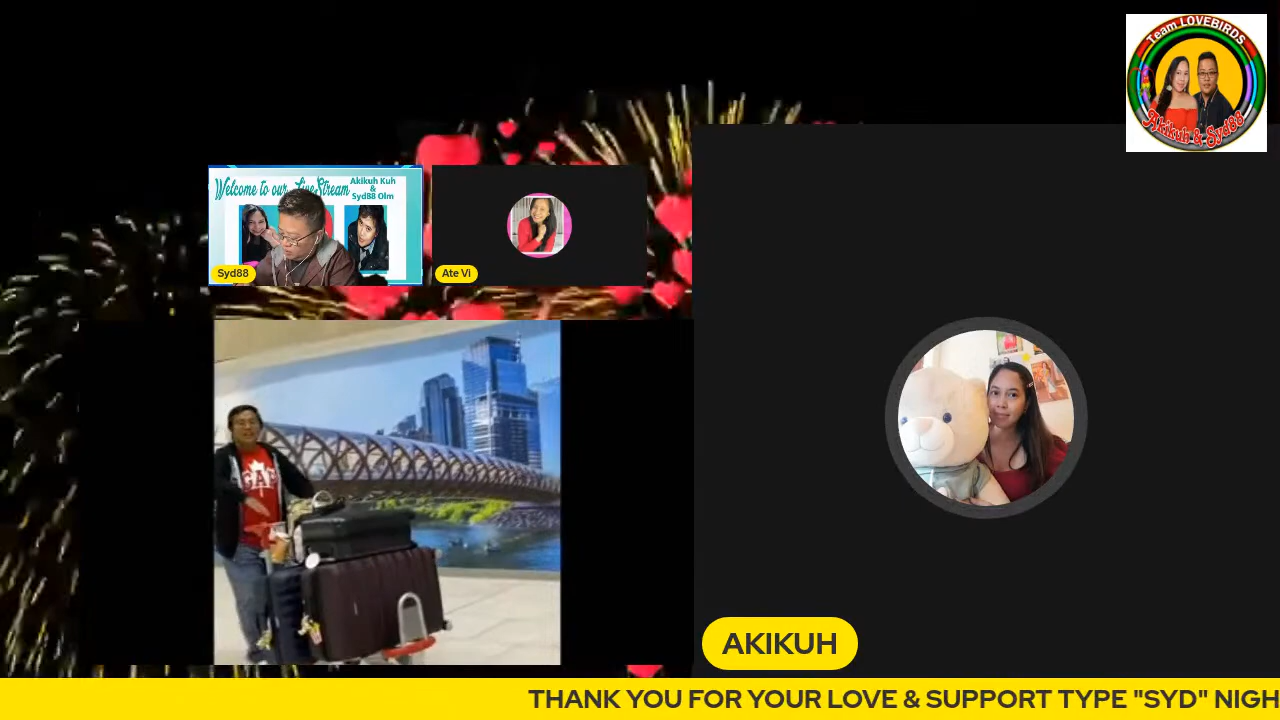 Team LOVEBIRDS
Akikuh & Syd88
Welcome to our LiveStream
Akikuh Kuh
&
Syd88 Olm
Syd88
Ate Vi
GAP
AKIKUH
THANK YOU FOR YOUR LOVE & SUPPORT TYPE "SYD" NIGH